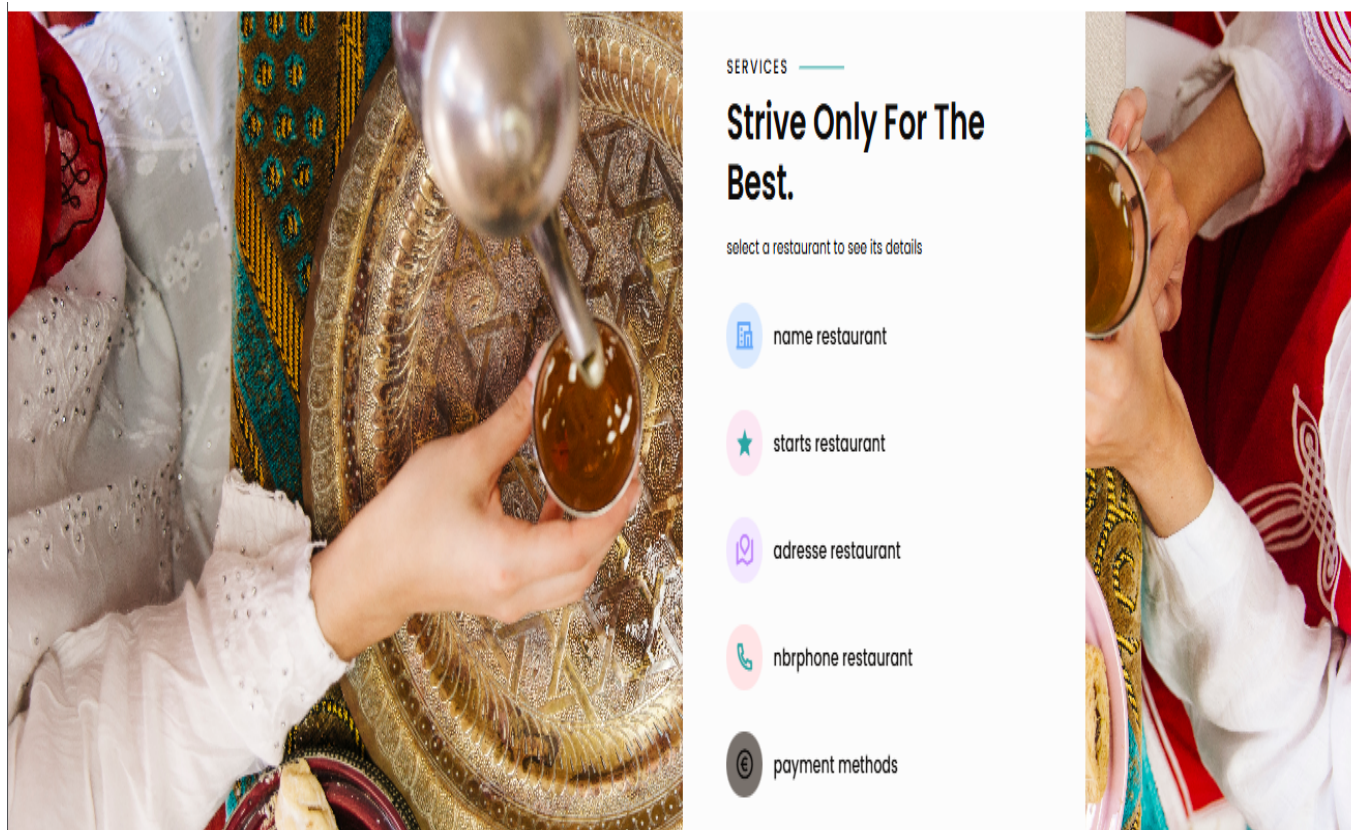 SERVICES
Strive Only For The
Best.
select a restaurant to see its details
name restaurant
starts restaurant
adresse restaurant
nbrphone restaurant
payment methods